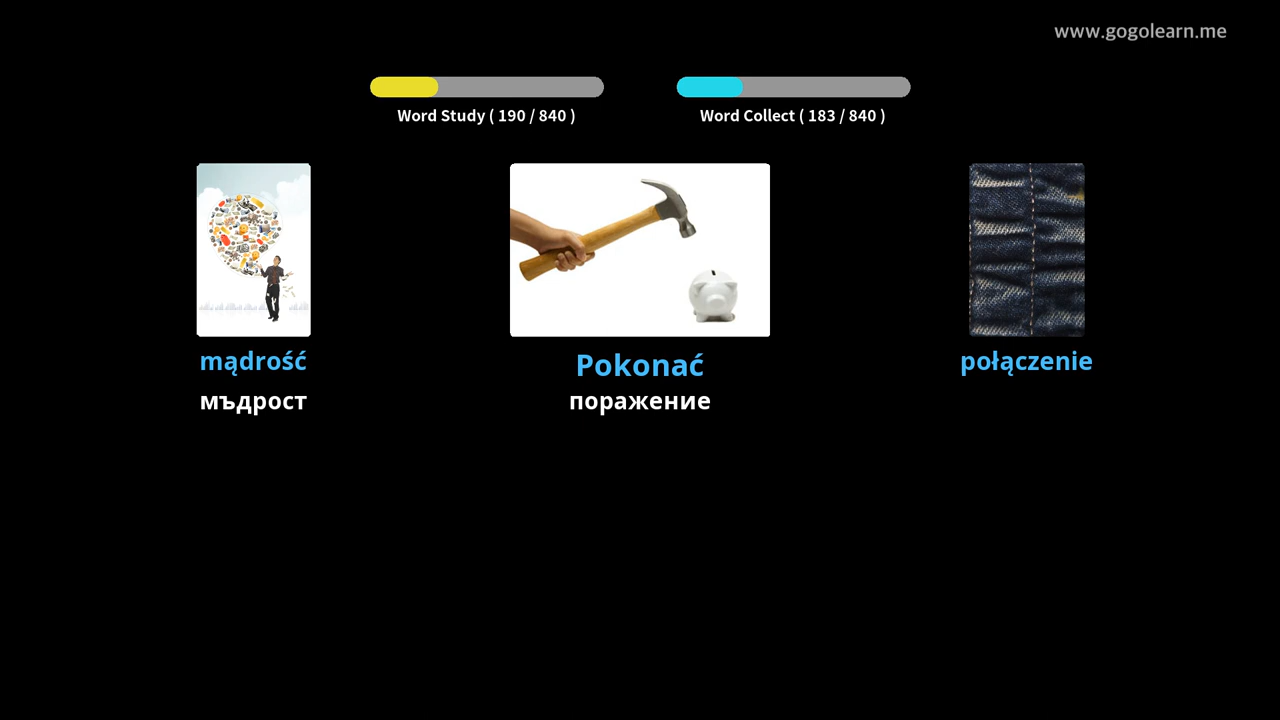 www.gogolearn.me
Word Study ( 190 / 840 )
Word Collect ( 183 / 840 )
mądrość
мъдрост
Pokonać
поражение
połączenie